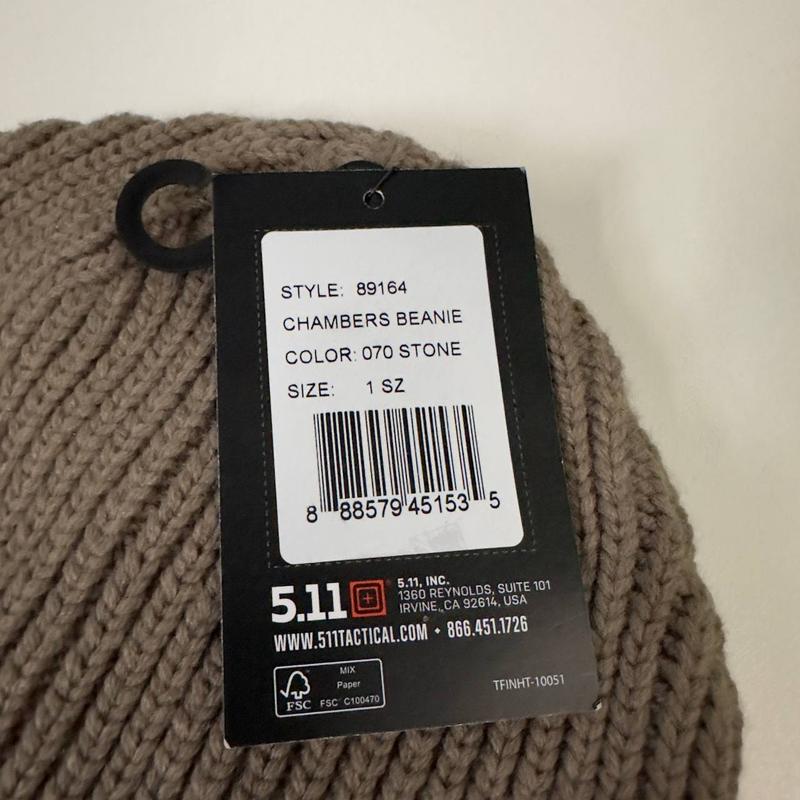 STYLE: 89164
CHAMBERS BEANIE
COLOR: 070 STONE
SIZE: 1 SZ
8 88579 45153 5
5.11 5.11, INC.
1360 REYNOLDS, SUITE 101
IRVINE, CA 92614, USA
WWW.511TACTICAL.COM • 866.451.1726
MIX
Paper
FSC FSC® C100470
TFINHT-10051